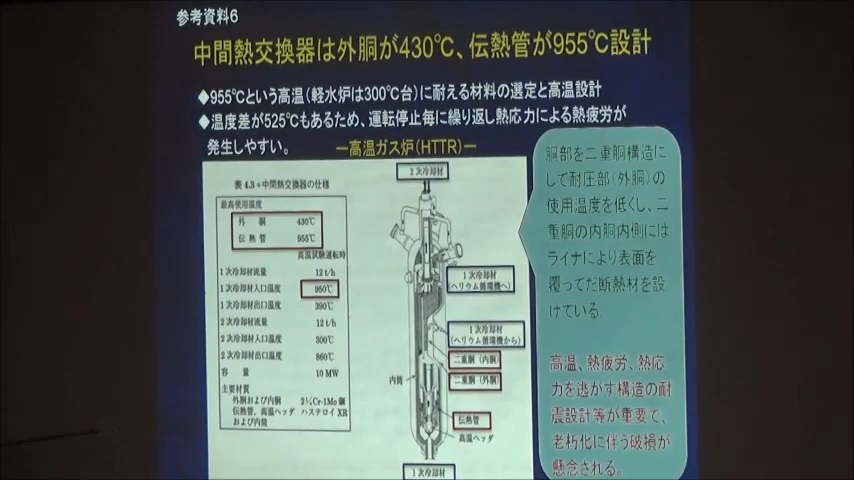 参考資料6
中間熱交換器は外胴が430℃、伝熱管が955℃設計
◆955℃という高温(軽水炉は300℃台)に耐える材料の選定と高温設計
◆温度差が525℃もあるため、運転停止毎に繰り返し熱応力による熱疲労が
発生しやすい。
ー高温ガス炉(HTTR)ー
表4.3 中間熱交換器の仕様
最高使用温度
外 胴 430℃
伝熱管 955℃
高温試験運転時
1次冷却材流量 12 t/h
1次冷却材入口温度 950℃
1次冷却材出口温度 390℃
2次冷却材流量 12 t/h
2次冷却材入口温度 300℃
2次冷却材出口温度 860℃
容 量 10 MW
主要材質
外胴および内胴 2¼Cr-1Mo 鋼
伝熱管、高温ヘッダ ハステロイ XR
および内筒
2次冷却材
1次冷却材
(ヘリウム循環機へ)
1次冷却材
(ヘリウム循環機から)
二重胴(内胴)
二重胴(外胴)
内筒
伝熱管
高温ヘッダ
1次冷却材
胴部を二重胴構造に
して耐圧部(外胴)の
使用温度を低くし、二
重胴の内胴内側には
ライナにより表面を
覆ってだ断熱材を設
けている。
高温、熱疲労、熱応
力を逃がす構造の耐
震設計等が重要で、
老朽化に伴う破損が
懸念される。